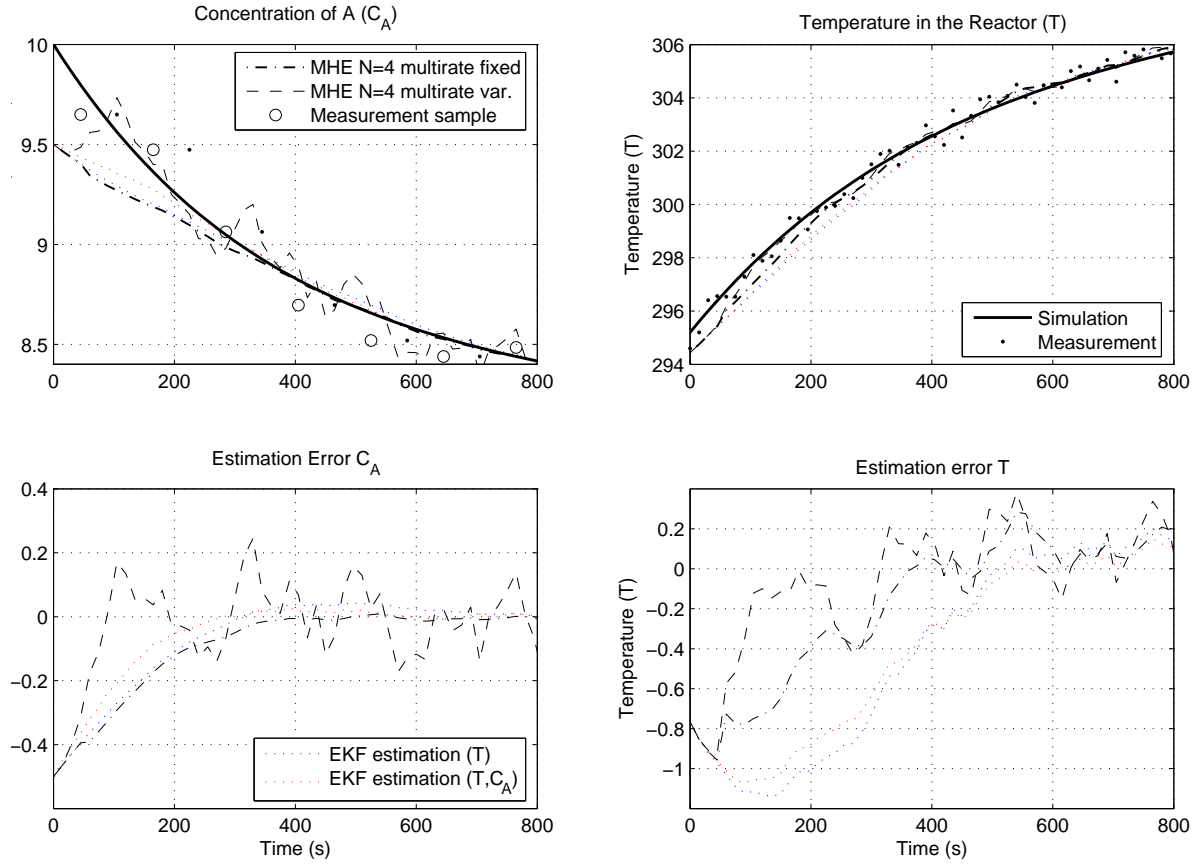 Concentration of A (C_A)
10
9.5
9
8.5
0
200
400
600
800
MHE N=4 multirate fixed
MHE N=4 multirate var.
Measurement sample
Temperature in the Reactor (T)
Temperature (T)
306
304
302
300
298
296
294
0
200
400
600
800
Simulation
Measurement
Estimation Error C_A
0.4
0.2
0
−0.2
−0.4
0
200
400
600
800
Time (s)
EKF estimation (T)
EKF estimation (T,C_A)
Estimation error T
Temperature (T)
0.4
0.2
0
−0.2
−0.4
−0.6
−0.8
−1
0
200
400
600
800
Time (s)